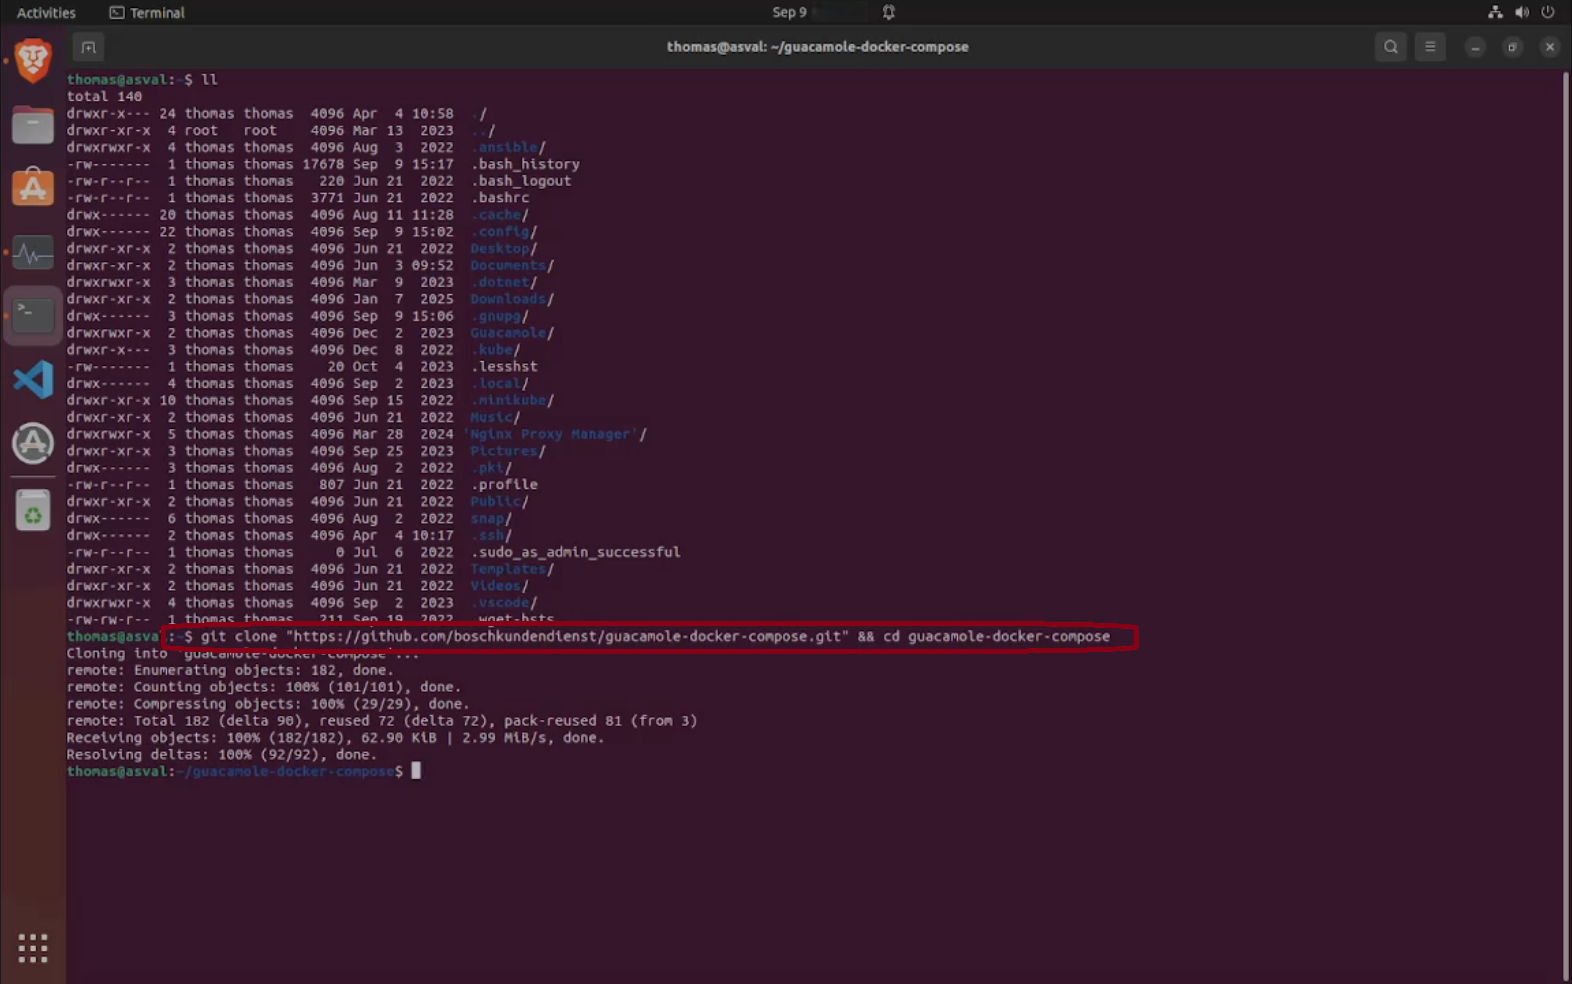 Activities Terminal Sep 9
thomas@asval: ~/guacamole-docker-compose
thomas@asval:~$ ll
total 140
drwxr-x--- 24 thomas thomas 4096 Apr 4 10:58 ./
drwxr-xr-x 4 root root 4096 Mar 13 2023 ../
drwxrwxr-x 4 thomas thomas 4096 Aug 3 2022 .ansible/
-rw------- 1 thomas thomas 17678 Sep 9 15:17 .bash_history
-rw-r--r-- 1 thomas thomas 220 Jun 21 2022 .bash_logout
-rw-r--r-- 1 thomas thomas 3771 Jun 21 2022 .bashrc
drwx------ 20 thomas thomas 4096 Aug 11 11:28 .cache/
drwx------ 22 thomas thomas 4096 Sep 9 15:02 .config/
drwxr-xr-x 2 thomas thomas 4096 Jun 21 2022 Desktop/
drwxr-xr-x 2 thomas thomas 4096 Jun 3 09:52 Documents/
drwxrwxr-x 3 thomas thomas 4096 Mar 9 2023 .dotnet/
drwxr-xr-x 2 thomas thomas 4096 Jan 7 2025 Downloads/
drwx------ 3 thomas thomas 4096 Sep 9 15:06 .gnupg/
drwxrwxr-x 2 thomas thomas 4096 Dec 2 2023 Guacamole/
drwxr-x--- 3 thomas thomas 4096 Dec 8 2022 .kube/
-rw------- 1 thomas thomas 20 Oct 4 2023 .lesshst
drwx------ 4 thomas thomas 4096 Sep 2 2023 .local/
drwxr-xr-x 10 thomas thomas 4096 Sep 15 2022 .minikube/
drwxr-xr-x 2 thomas thomas 4096 Jun 21 2022 Music/
drwxrwxr-x 5 thomas thomas 4096 Mar 28 2024 'Nginx Proxy Manager'/
drwxr-xr-x 3 thomas thomas 4096 Sep 25 2023 Pictures/
drwx------ 3 thomas thomas 4096 Aug 2 2022 .pki/
-rw-r--r-- 1 thomas thomas 807 Jun 21 2022 .profile
drwxr-xr-x 2 thomas thomas 4096 Jun 21 2022 Public/
drwx------ 6 thomas thomas 4096 Aug 2 2022 snap/
drwx------ 2 thomas thomas 4096 Apr 4 10:17 .ssh/
-rw-r--r-- 1 thomas thomas 0 Jul 6 2022 .sudo_as_admin_successful
drwxr-xr-x 2 thomas thomas 4096 Jun 21 2022 Templates/
drwxr-xr-x 2 thomas thomas 4096 Jun 21 2022 Videos/
drwxrwxr-x 4 thomas thomas 4096 Sep 2 2023 .vscode/
-rw-rw-r-- 1 thomas thomas 211 Sep 19 2022 .wget-hsts
thomas@asval:~$ git clone "https://github.com/boschkundendienst/guacamole-docker-compose.git" && cd guacamole-docker-compose
Cloning into 'guacamole-docker-compose'...
remote: Enumerating objects: 182, done.
remote: Counting objects: 100% (101/101), done.
remote: Compressing objects: 100% (29/29), done.
remote: Total 182 (delta 90), reused 72 (delta 72), pack-reused 81 (from 3)
Receiving objects: 100% (182/182), 62.90 KiB | 2.99 MiB/s, done.
Resolving deltas: 100% (92/92), done.
thomas@asval:~/guacamole-docker-compose$